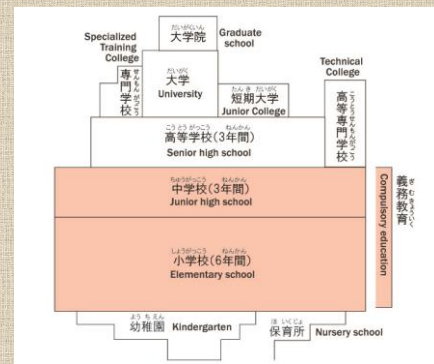 だいがくいん
大学院
Graduate school
Specialized Training College
せんもんがっこう
専門学校
だいがく
大学
University
たんきだいがく
短期大学
Junior College
Technical College
こうとうせんもんがっこう
高等専門学校
こうとうがっこう ねんかん
高等学校(3年間)
Senior high school
ちゅうがっこう ねんかん
中学校(3年間)
Junior high school
しょうがっこう ねんかん
小学校(6年間)
Elementary school
Compulsory education
ぎむきょういく
義務教育
ようちえん
幼稚園 Kindergarten
ほいくじょ
保育所 Nursery school